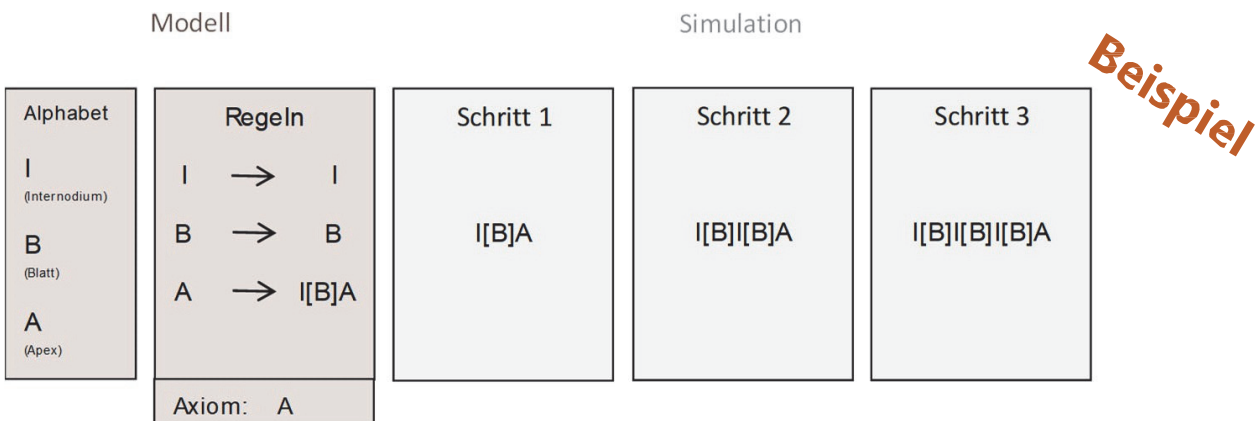 Modell
Simulation
Beispiel
Alphabet
I
(Internodium)
B
(Blatt)
A
(Apex)
Regeln
I → I
B → B
A → I[B]A
Axiom: A
Schritt 1
I[B]A
Schritt 2
I[B]I[B]A
Schritt 3
I[B]I[B]I[B]A